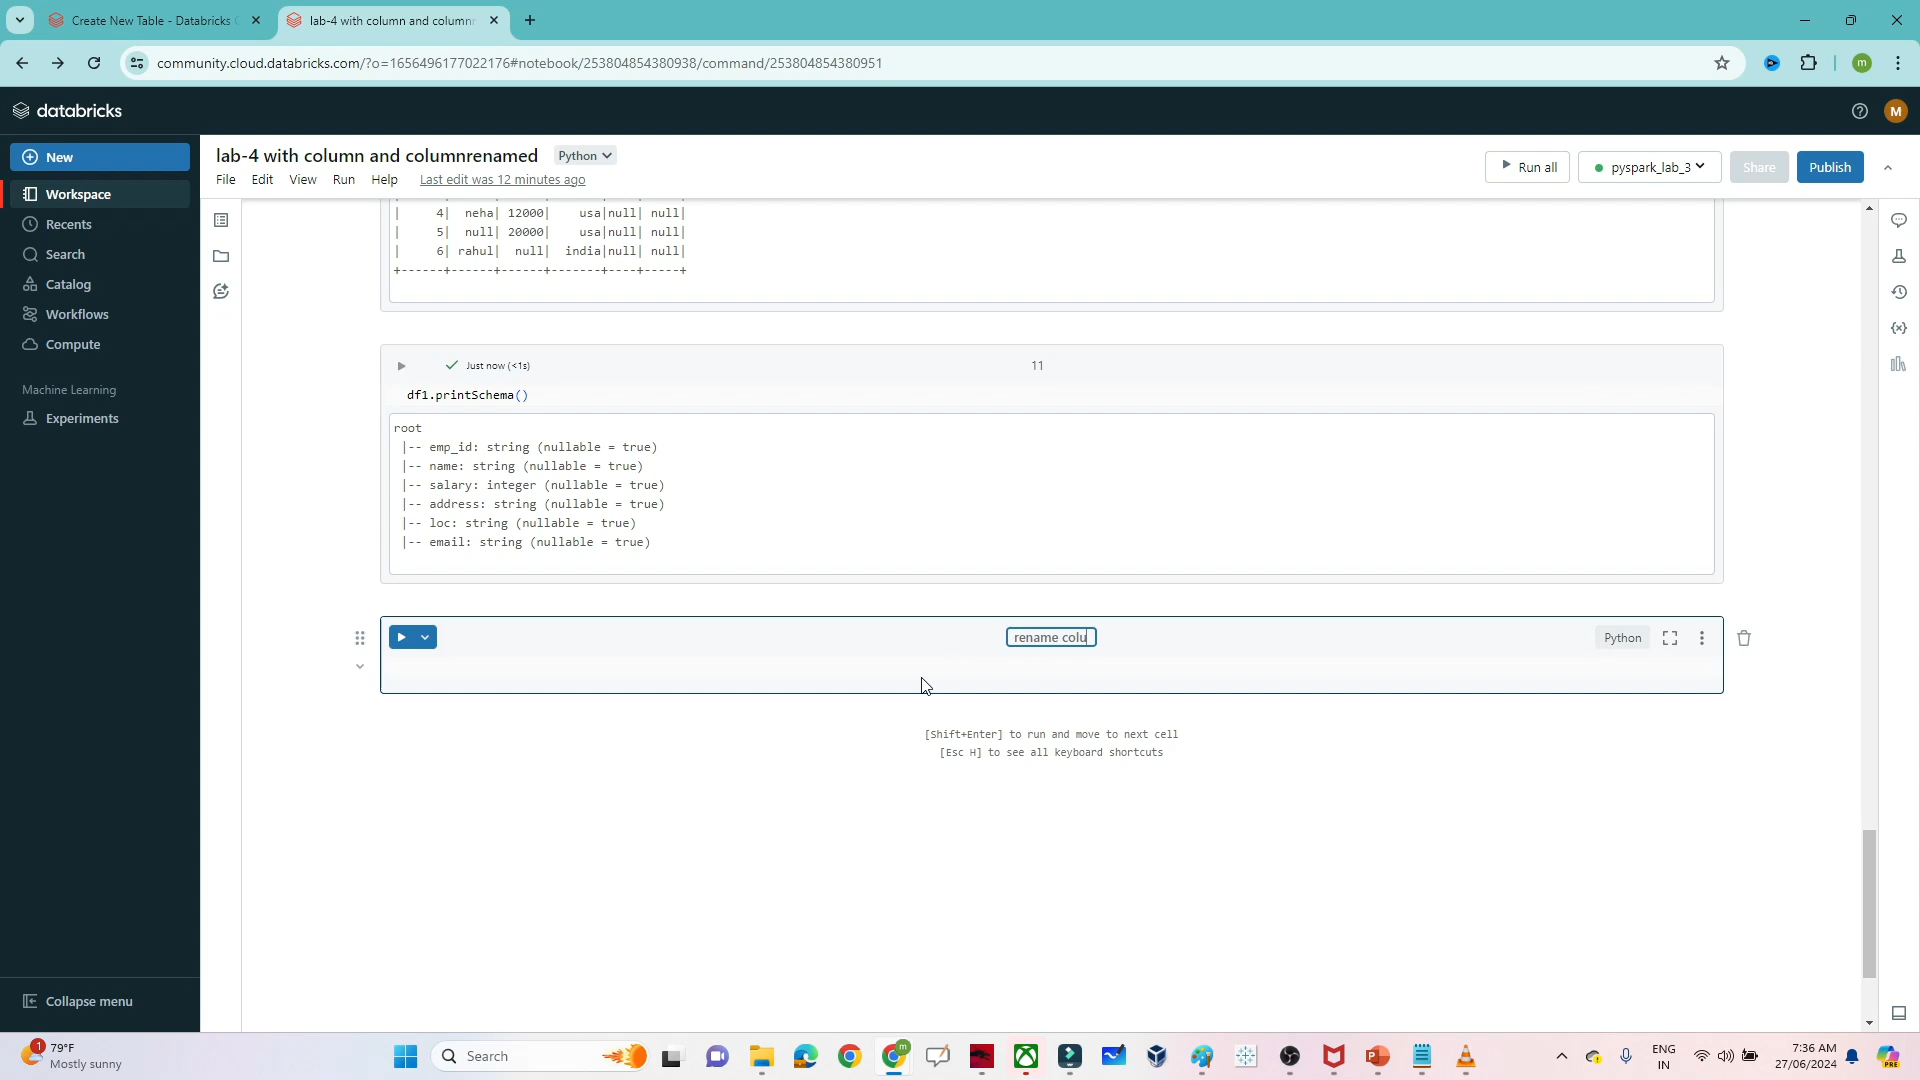 Create New Table - Databricks
lab-4 with column and column
community.cloud.databricks.com/?o=1656496177022176#notebook/253804854380938/command/253804854380951
m
databricks
M
New
Workspace
Recents
Search
Catalog
Workflows
Compute
Machine Learning
Experiments
Collapse menu
lab-4 with column and columnrenamed Python
File Edit View Run Help Last edit was 12 minutes ago
Run all pyspark_lab_3 Share Publish
| 4| neha| 12000| usa|null| null|
| 5| null| 20000| usa|null| null|
| 6| rahul| null| india|null| null|
+------+------+------+-------+----+-----+
Just now (<1s) 11
df1.printSchema()
root
|-- emp_id: string (nullable = true)
|-- name: string (nullable = true)
|-- salary: integer (nullable = true)
|-- address: string (nullable = true)
|-- loc: string (nullable = true)
|-- email: string (nullable = true)
rename colu Python
[Shift+Enter] to run and move to next cell
[Esc H] to see all keyboard shortcuts
1
79°F
Mostly sunny
Search
m
ENG
IN
7:36 AM
27/06/2024
PRE